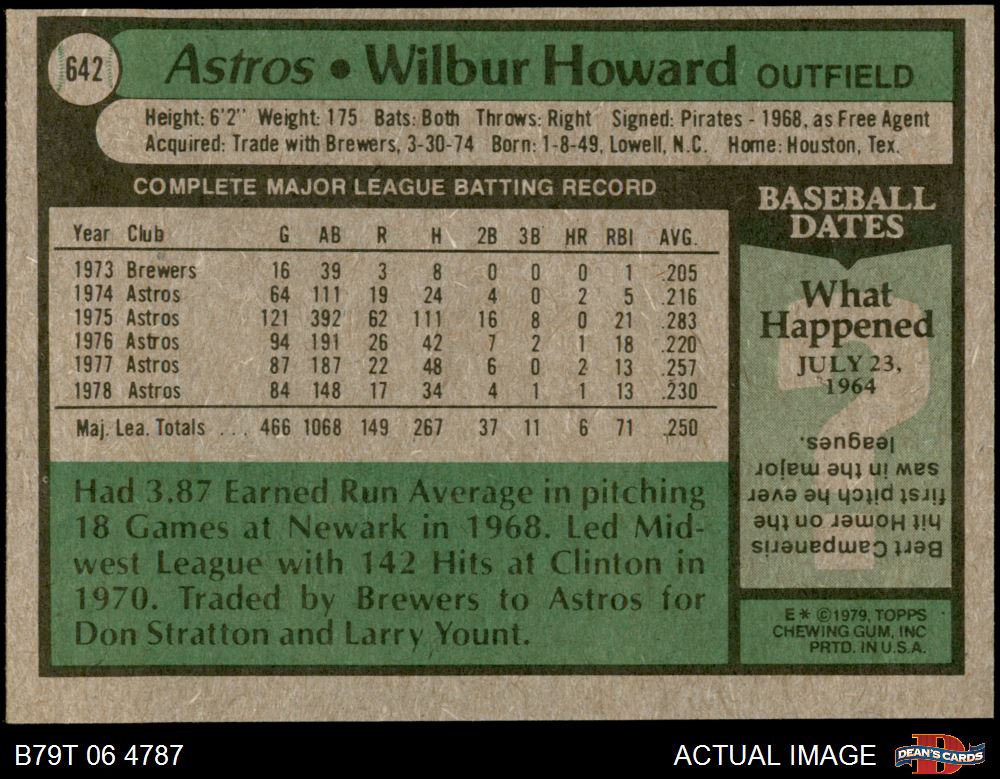 642
Astros • Wilbur Howard OUTFIELD
Height: 6'2" Weight: 175 Bats: Both Throws: Right Signed: Pirates - 1968, as Free Agent
Acquired: Trade with Brewers, 3-30-74 Born: 1-8-49, Lowell, N.C. Home: Houston, Tex.
COMPLETE MAJOR LEAGUE BATTING RECORD
Year Club G AB R H 2B 3B HR RBI AVG.
1973 Brewers 16 39 3 8 0 0 0 1 .205
1974 Astros 64 111 19 24 4 0 2 5 .216
1975 Astros 121 392 62 111 16 8 0 21 .283
1976 Astros 94 191 26 42 7 2 1 18 .220
1977 Astros 87 187 22 48 6 0 2 13 .257
1978 Astros 84 148 17 34 4 1 1 13 .230
Maj. Lea. Totals ... 466 1068 149 267 37 11 6 71 .250
Had 3.87 Earned Run Average in pitching
18 Games at Newark in 1968. Led Mid-
west League with 142 Hits at Clinton in
1970. Traded by Brewers to Astros for
Don Stratton and Larry Yount.
BASEBALL
DATES
What
Happened
JULY 23,
1964
?
Bert Campaneris
hit Homer on the
first pitch he ever
saw in the major
leagues.
E* ©1979, TOPPS
CHEWING GUM, INC
PRTD. IN U.S.A.
B79T 06 4787
ACTUAL IMAGE
D
DEAN'S CARDS